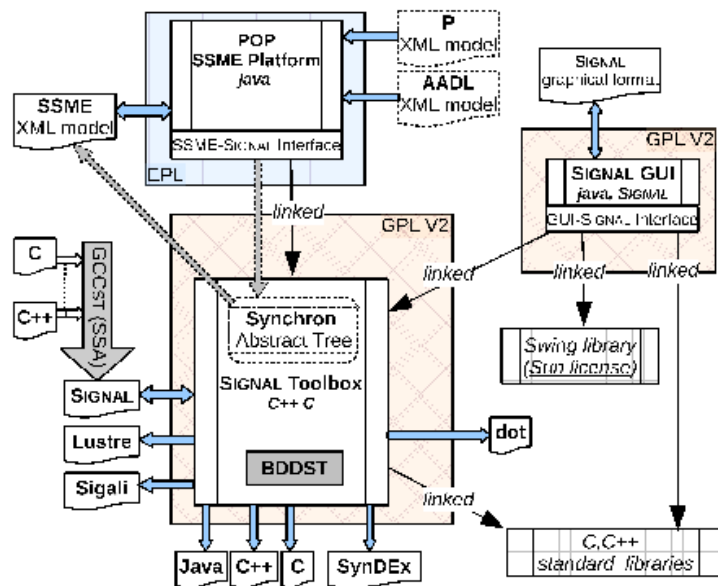 POP
SSME Platform
java
SSME-SIGNAL Interface
P
XML model
AADL
XML model
SSME
XML model
SIGNAL
graphical format
GPL V2
SIGNAL GUI
java, SIGNAL
GUI-SIGNAL Interface
linked
GPL V2
linked
linked
linked
C
C++
GCCST (SSA)
Synchron
Abstract Tree
SIGNAL Toolbox
C++ C
BDDST
Swing library
(Sun license)
SIGNAL
Lustre
Sigali
dot
linked
Java
C++
C
SynDEx
C,C++
standard libraries